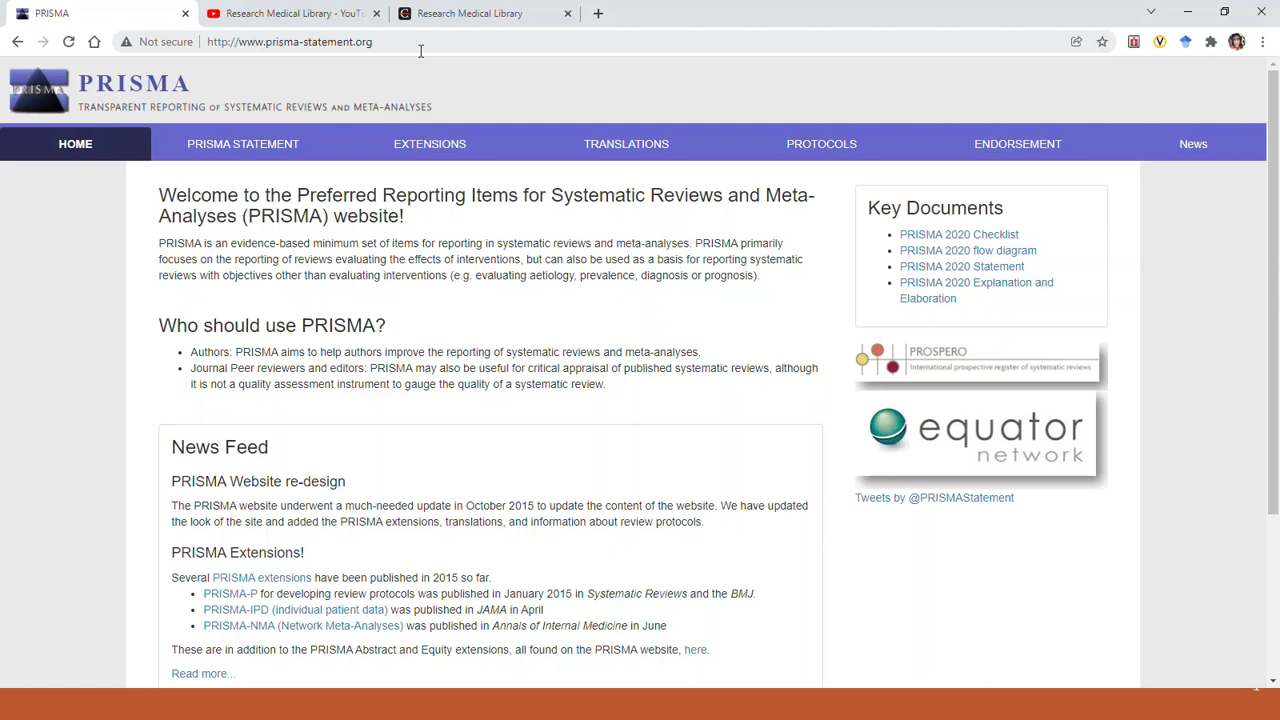 PRISMA
Research Medical Library - YouTu
Research Medical Library
Not secure
http://www.prisma-statement.org
PRISMA
PRISMA
TRANSPARENT REPORTING OF SYSTEMATIC REVIEWS AND META-ANALYSES
HOME
PRISMA STATEMENT
EXTENSIONS
TRANSLATIONS
PROTOCOLS
ENDORSEMENT
News
Welcome to the Preferred Reporting Items for Systematic Reviews and Meta-
Analyses (PRISMA) website!
PRISMA is an evidence-based minimum set of items for reporting in systematic reviews and meta-analyses. PRISMA primarily
focuses on the reporting of reviews evaluating the effects of interventions, but can also be used as a basis for reporting systematic
reviews with objectives other than evaluating interventions (e.g. evaluating aetiology, prevalence, diagnosis or prognosis).
Who should use PRISMA?
• Authors: PRISMA aims to help authors improve the reporting of systematic reviews and meta-analyses.
• Journal Peer reviewers and editors: PRISMA may also be useful for critical appraisal of published systematic reviews, although
it is not a quality assessment instrument to gauge the quality of a systematic review.
News Feed
PRISMA Website re-design
The PRISMA website underwent a much-needed update in October 2015 to update the content of the website. We have updated
the look of the site and added the PRISMA extensions, translations, and information about review protocols.
PRISMA Extensions!
Several PRISMA extensions have been published in 2015 so far.
• PRISMA-P for developing review protocols was published in January 2015 in Systematic Reviews and the BMJ.
• PRISMA-IPD (individual patient data) was published in JAMA in April
• PRISMA-NMA (Network Meta-Analyses) was published in Annals of Internal Medicine in June
These are in addition to the PRISMA Abstract and Equity extensions, all found on the PRISMA website, here.
Read more...
Key Documents
• PRISMA 2020 Checklist
• PRISMA 2020 flow diagram
• PRISMA 2020 Statement
• PRISMA 2020 Explanation and
Elaboration
PROSPERO
International prospective register of systematic reviews
equator
network
Tweets by @PRISMAStatement